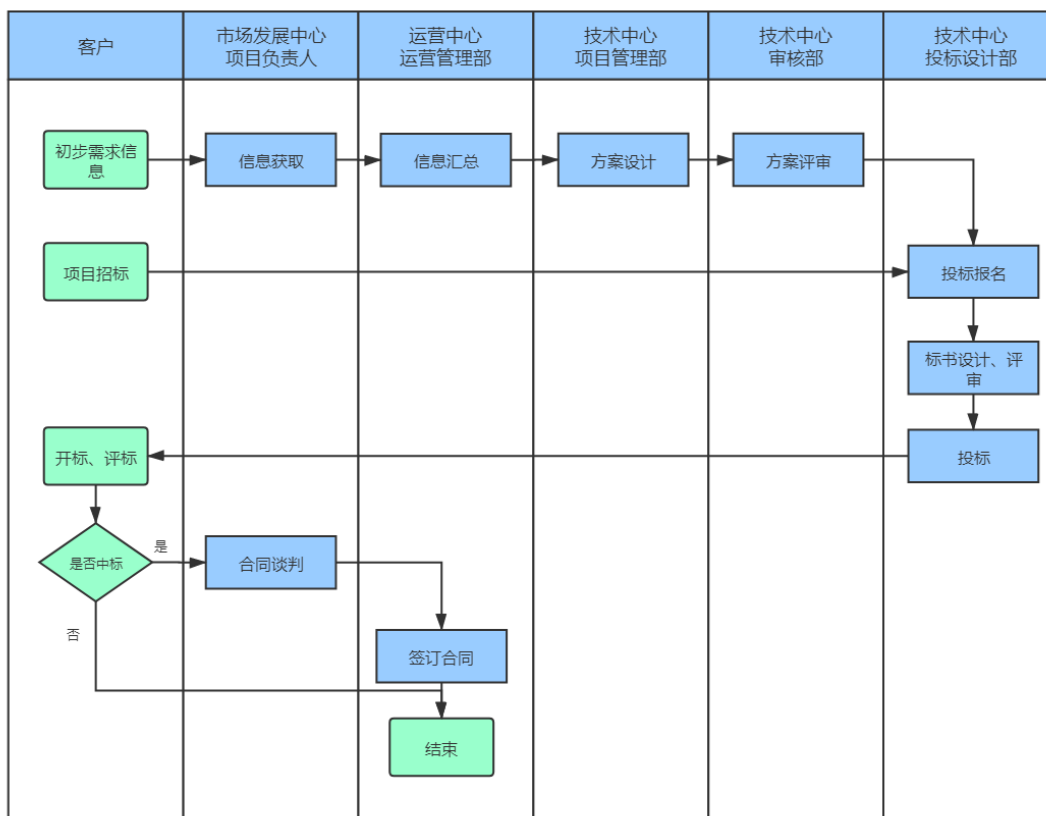 客户
市场发展中心
项目负责人
运营中心
运营管理部
技术中心
项目管理部
技术中心
审核部
技术中心
投标设计部
初步需求信
息
信息获取
信息汇总
方案设计
方案评审
项目招标
投标报名
标书设计、评
审
开标、评标
投标
是否中标
是
合同谈判
否
签订合同
结束